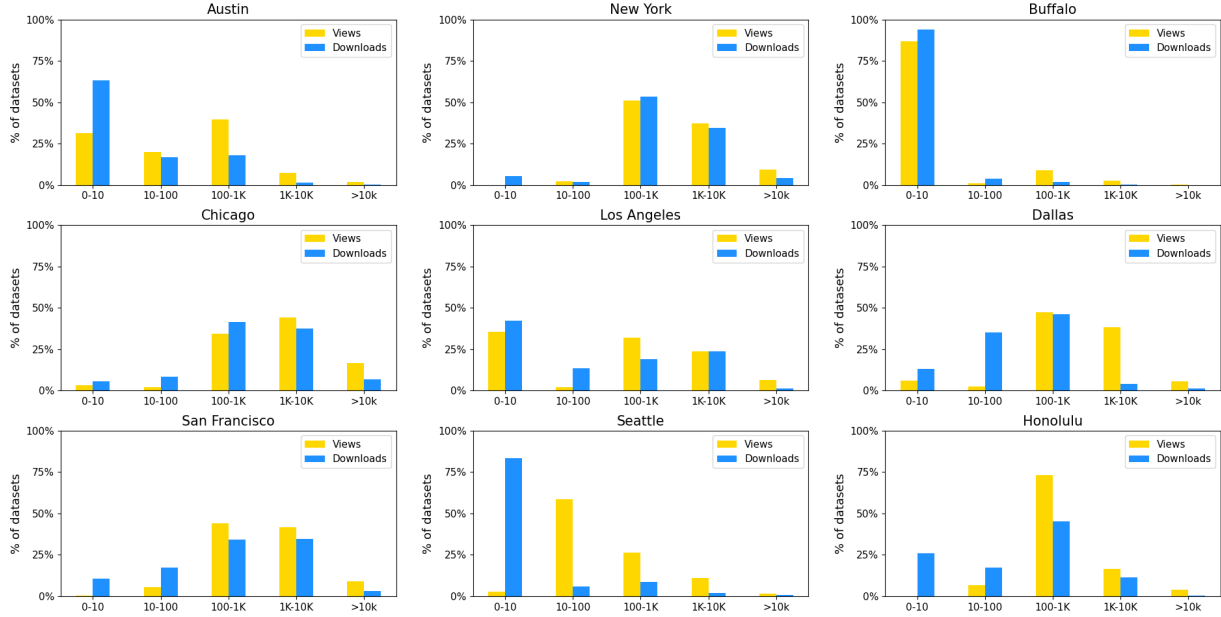 Austin
100%
75%
50%
25%
0%
% of datasets
Views
Downloads
0-10
10-100
100-1K
1K-10K
>10k
New York
100%
75%
50%
25%
0%
% of datasets
Views
Downloads
0-10
10-100
100-1K
1K-10K
>10k
Buffalo
100%
75%
50%
25%
0%
% of datasets
Views
Downloads
0-10
10-100
100-1K
1K-10K
>10k
Chicago
100%
75%
50%
25%
0%
% of datasets
Views
Downloads
0-10
10-100
100-1K
1K-10K
>10k
Los Angeles
100%
75%
50%
25%
0%
% of datasets
Views
Downloads
0-10
10-100
100-1K
1K-10K
>10k
Dallas
100%
75%
50%
25%
0%
% of datasets
Views
Downloads
0-10
10-100
100-1K
1K-10K
>10k
San Francisco
100%
75%
50%
25%
0%
% of datasets
Views
Downloads
0-10
10-100
100-1K
1K-10K
>10k
Seattle
100%
75%
50%
25%
0%
% of datasets
Views
Downloads
0-10
10-100
100-1K
1K-10K
>10k
Honolulu
100%
75%
50%
25%
0%
% of datasets
Views
Downloads
0-10
10-100
100-1K
1K-10K
>10k